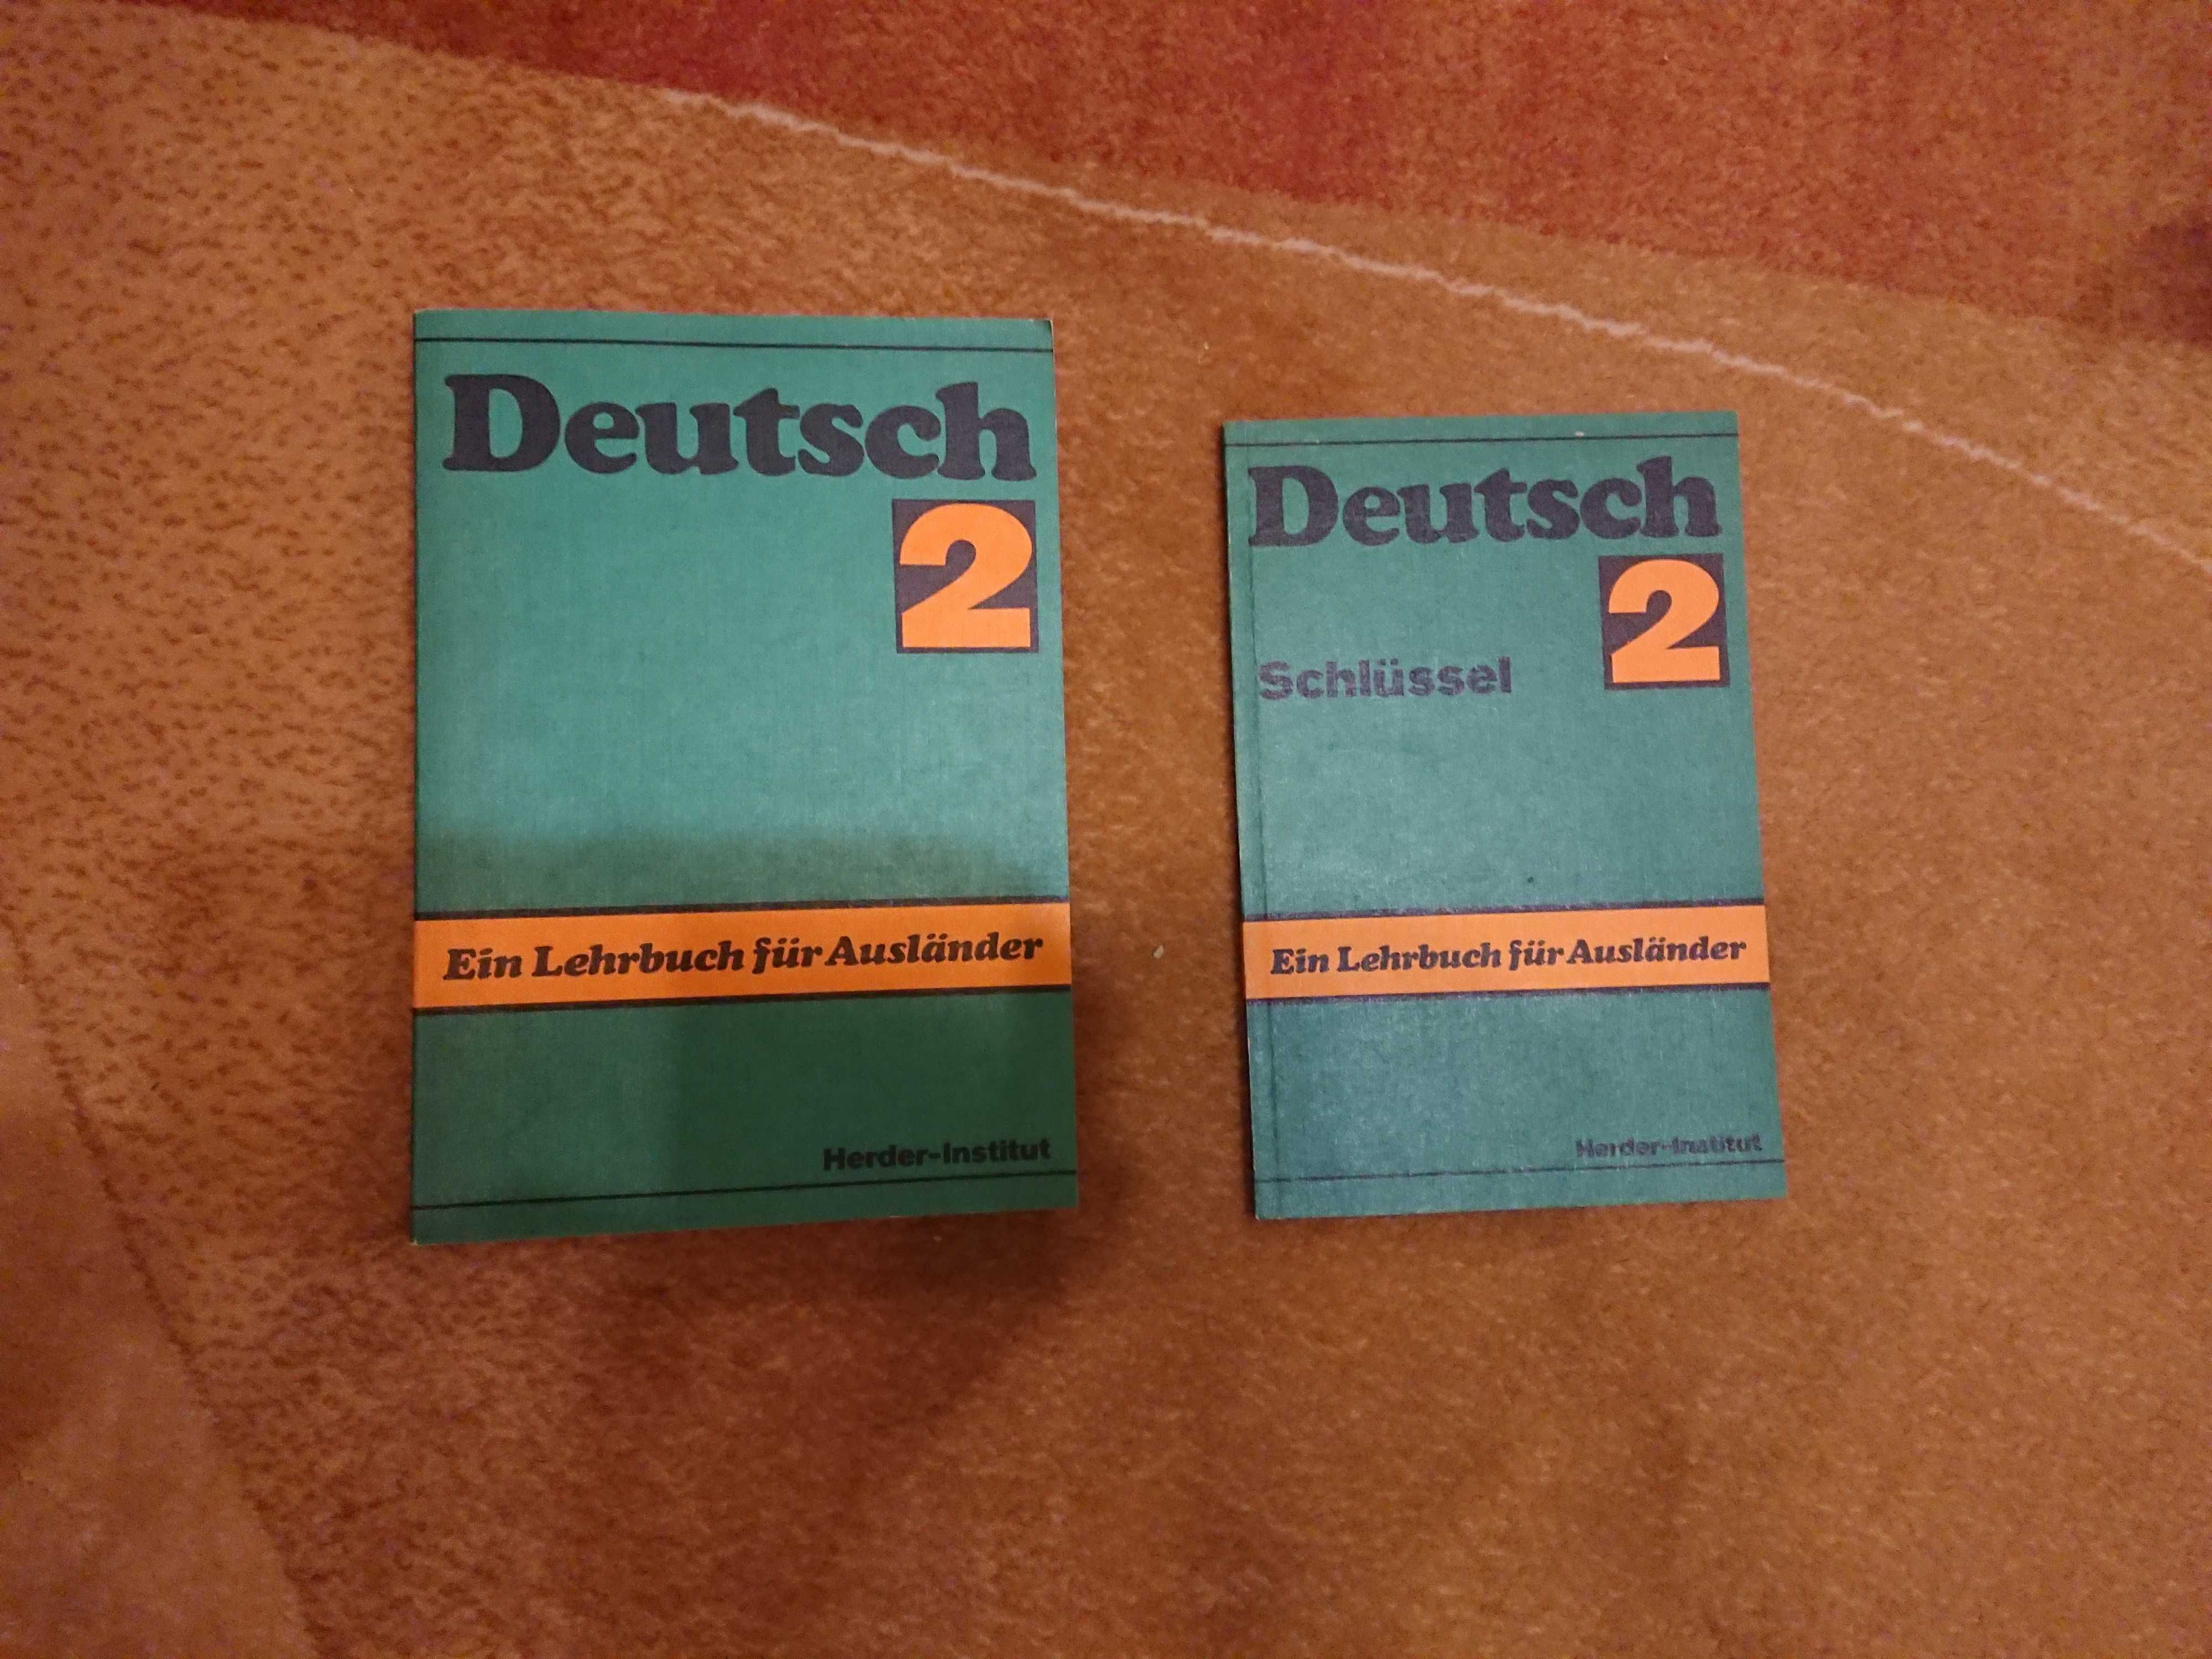 Deutsch
2
Ein Lehrbuch für Ausländer
Herder-Institut
Deutsch
2
Schlüssel
Ein Lehrbuch für Ausländer
Herder-Institut